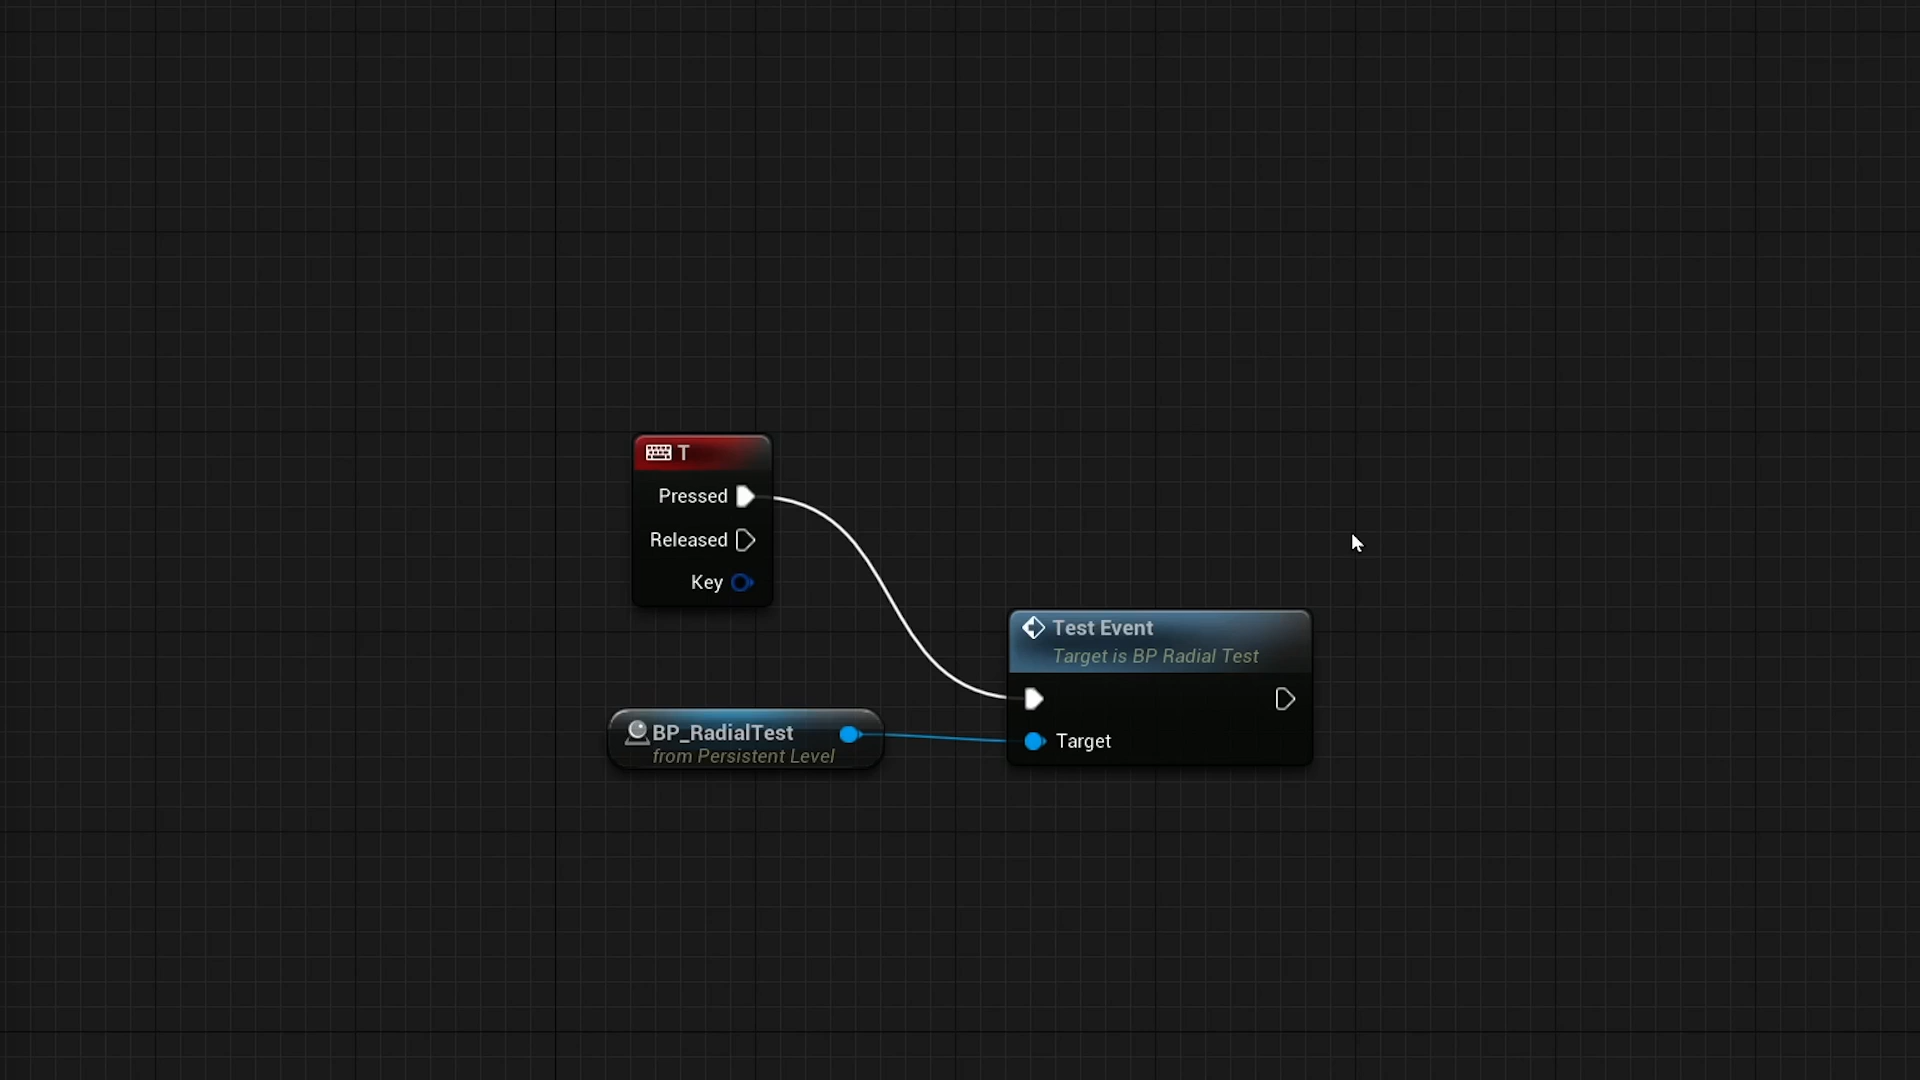 T
Pressed
Released
Key
Test Event
Target is BP Radial Test
BP_RadialTest
from Persistent Level
Target